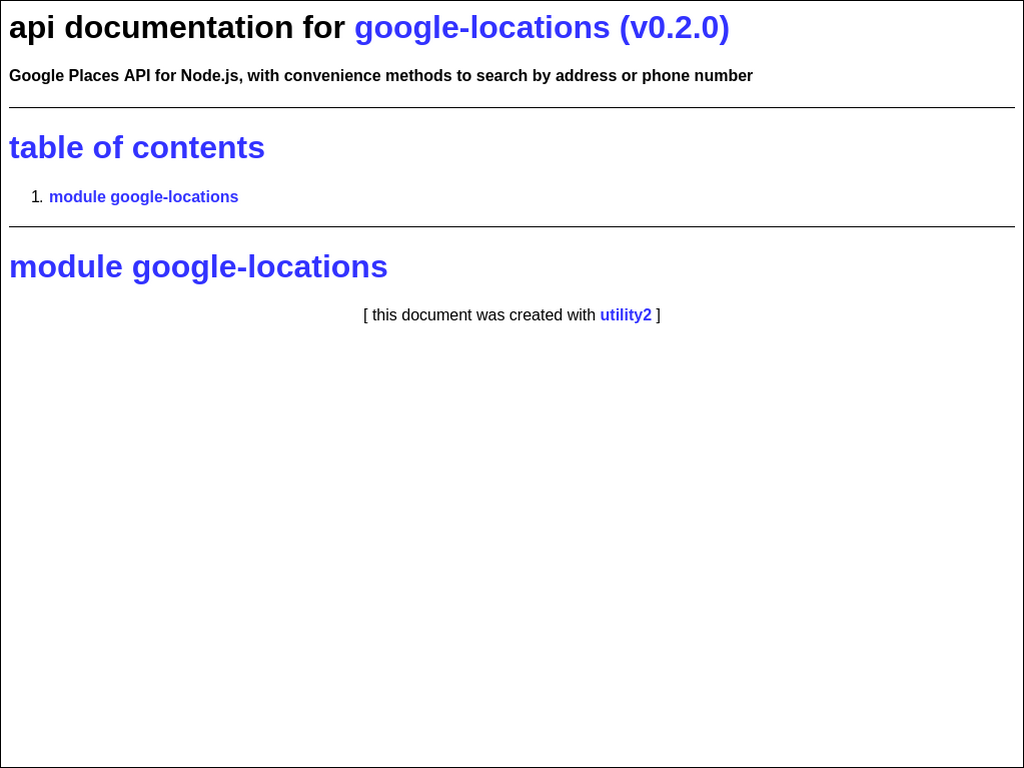 api documentation for google-locations (v0.2.0)
Google Places API for Node.js, with convenience methods to search by address or phone number
table of contents
1. module google-locations
module google-locations
[ this document was created with utility2 ]